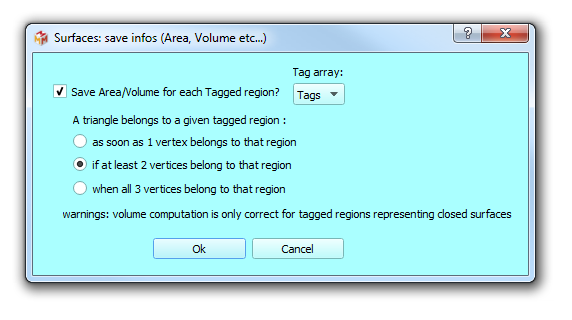 Surfaces: save infos (Area, Volume etc...)
?
Tag array:
Save Area/Volume for each Tagged region?
Tags
A triangle belongs to a given tagged region :
as soon as 1 vertex belongs to that region
if at least 2 vertices belong to that region
when all 3 vertices belong to that region
warnings: volume computation is only correct for tagged regions representing closed surfaces
Ok
Cancel